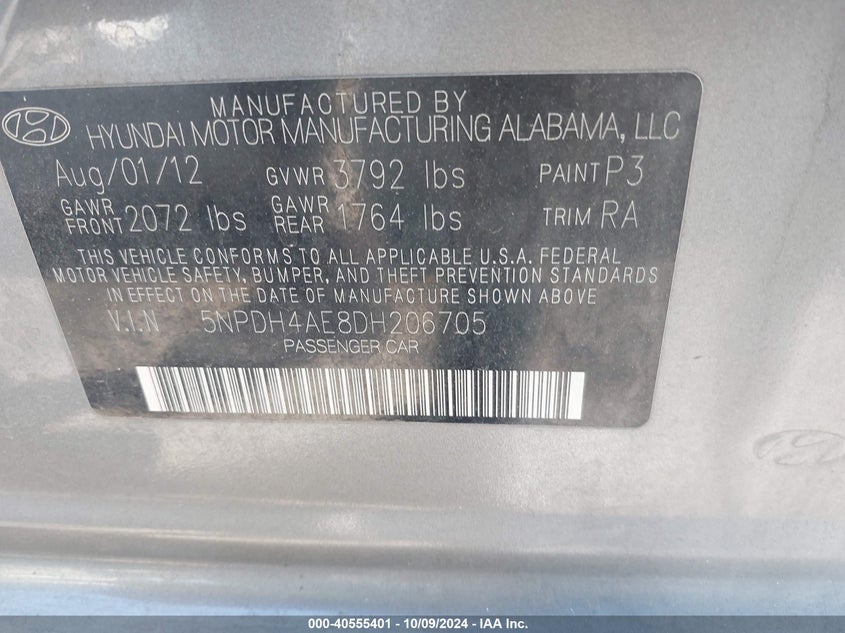 MANUFACTURED BY
HYUNDAI MOTOR MANUFACTURING ALABAMA, LLC
Aug/01/12 GVWR 3792 lbs PAINT P3
GAWR FRONT 2072 lbs GAWR REAR 1764 lbs TRIM RA
THIS VEHICLE CONFORMS TO ALL APPLICABLE U.S.A. FEDERAL
MOTOR VEHICLE SAFETY, BUMPER, AND THEFT PREVENTION STANDARDS
IN EFFECT ON THE DATE OF MANUFACTURE SHOWN ABOVE
V.I.N 5NPDH4AE8DH206705
PASSENGER CAR
000-40555401 - 10/09/2024 - IAA Inc.